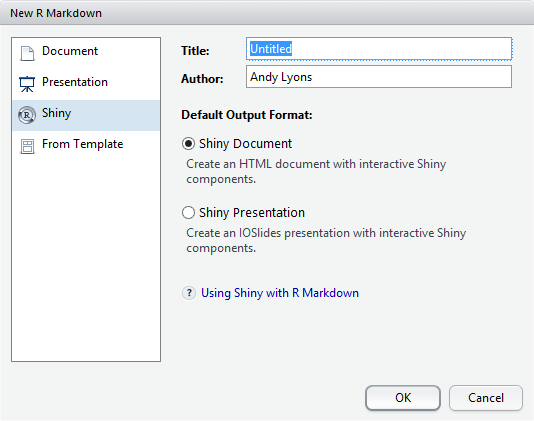 New R Markdown
Document
Presentation
Shiny
From Template
Title: Untitled
Author: Andy Lyons
Default Output Format:
Shiny Document
Create an HTML document with interactive Shiny
components.
Shiny Presentation
Create an IOSlides presentation with interactive Shiny
components.
? Using Shiny with R Markdown
OK Cancel